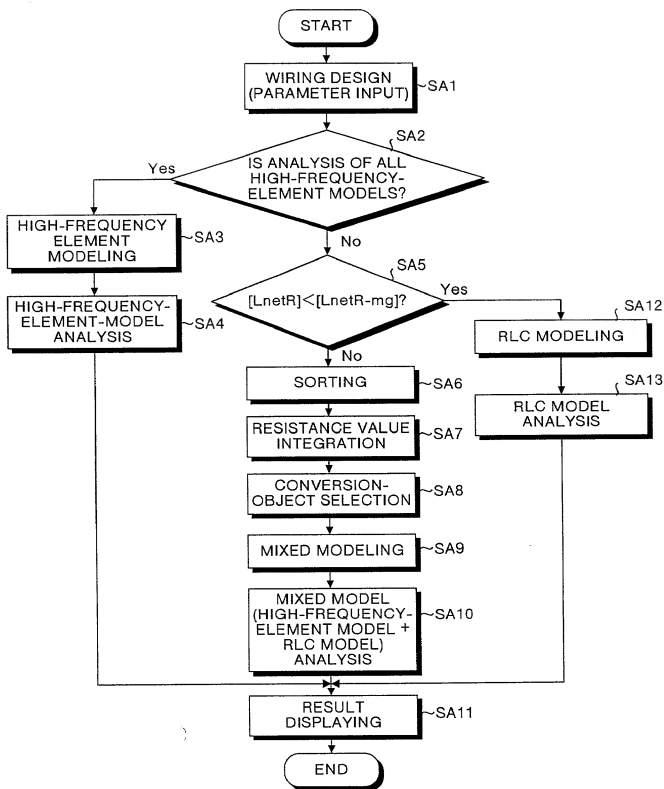 START
WIRING DESIGN
(PARAMETER INPUT)
SA1
SA2
IS ANALYSIS OF ALL
HIGH-FREQUENCY-
ELEMENT MODELS?
Yes
No
HIGH-FREQUENCY
ELEMENT
MODELING
SA3
HIGH-FREQUENCY-
ELEMENT-MODEL
ANALYSIS
SA4
SA5
[LnetR]<[LnetR-mg]?
Yes
No
SA12
RLC MODELING
SA13
RLC MODEL
ANALYSIS
SORTING
SA6
RESISTANCE VALUE
INTEGRATION
SA7
CONVERSION-
OBJECT SELECTION
SA8
MIXED MODELING
SA9
MIXED MODEL
(HIGH-FREQUENCY-
ELEMENT MODEL +
RLC MODEL)
ANALYSIS
SA10
RESULT
DISPLAYING
SA11
END